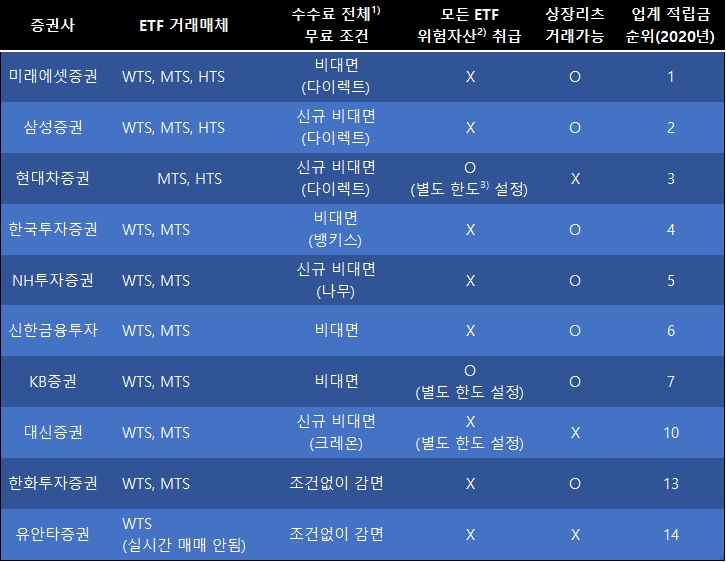 증권사 ETF 거래매체 수수료 전체1) 무료 조건 모든 ETF 위험자산2) 취급 상장리츠 거래가능 업계 적립금 순위(2020년)
미래에셋증권 WTS, MTS, HTS 비대면 (다이렉트) X O 1
삼성증권 WTS, MTS, HTS 신규 비대면 (다이렉트) X O 2
현대차증권 MTS, HTS 신규 비대면 (다이렉트) O (별도 한도3) 설정) X 3
한국투자증권 WTS, MTS 비대면 (뱅키스) X O 4
NH투자증권 WTS, MTS 신규 비대면 (나무) X O 5
신한금융투자 WTS, MTS 비대면 X O 6
KB증권 WTS, MTS 비대면 O (별도 한도 설정) O 7
대신증권 WTS, MTS 신규 비대면 (크레온) X (별도 한도 설정) X 10
한화투자증권 WTS, MTS 조건없이 감면 X O 13
유안타증권 WTS (실시간 매매 안됨) 조건없이 감면 X X 14